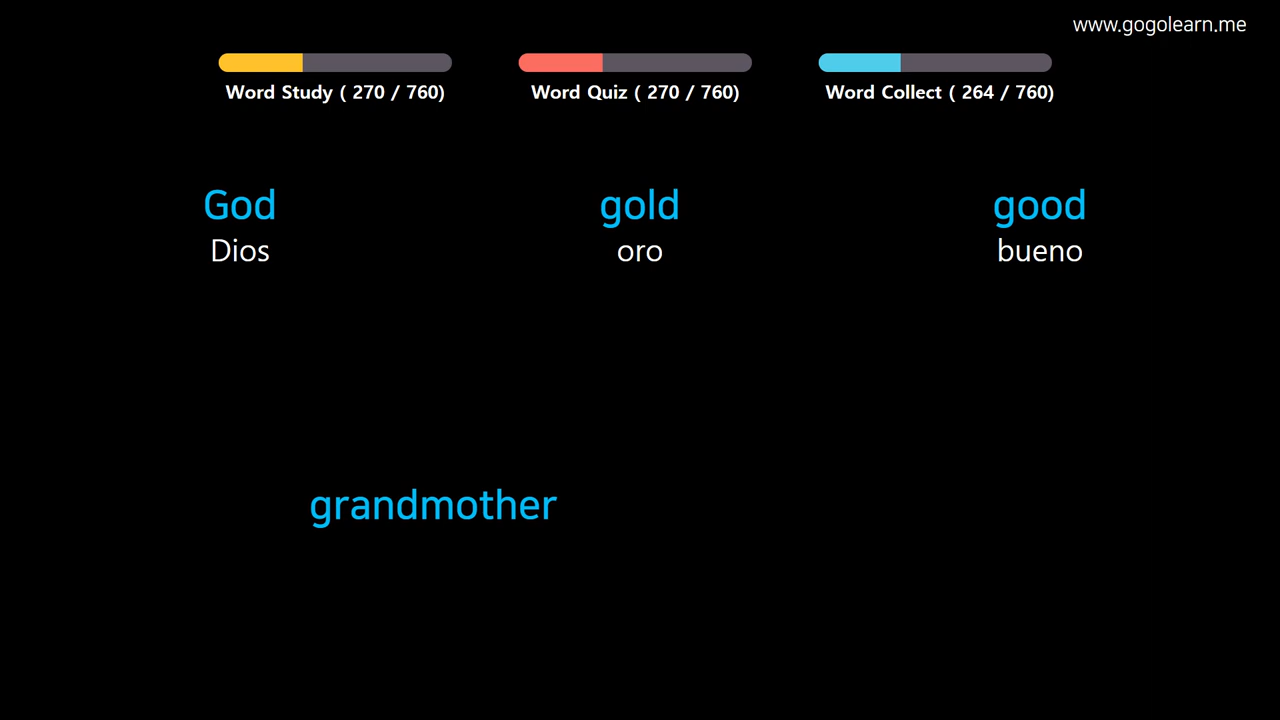 www.gogolearn.me
Word Study ( 270 / 760)
Word Quiz ( 270 / 760)
Word Collect ( 264 / 760)
God
Dios
gold
oro
good
bueno
grandmother